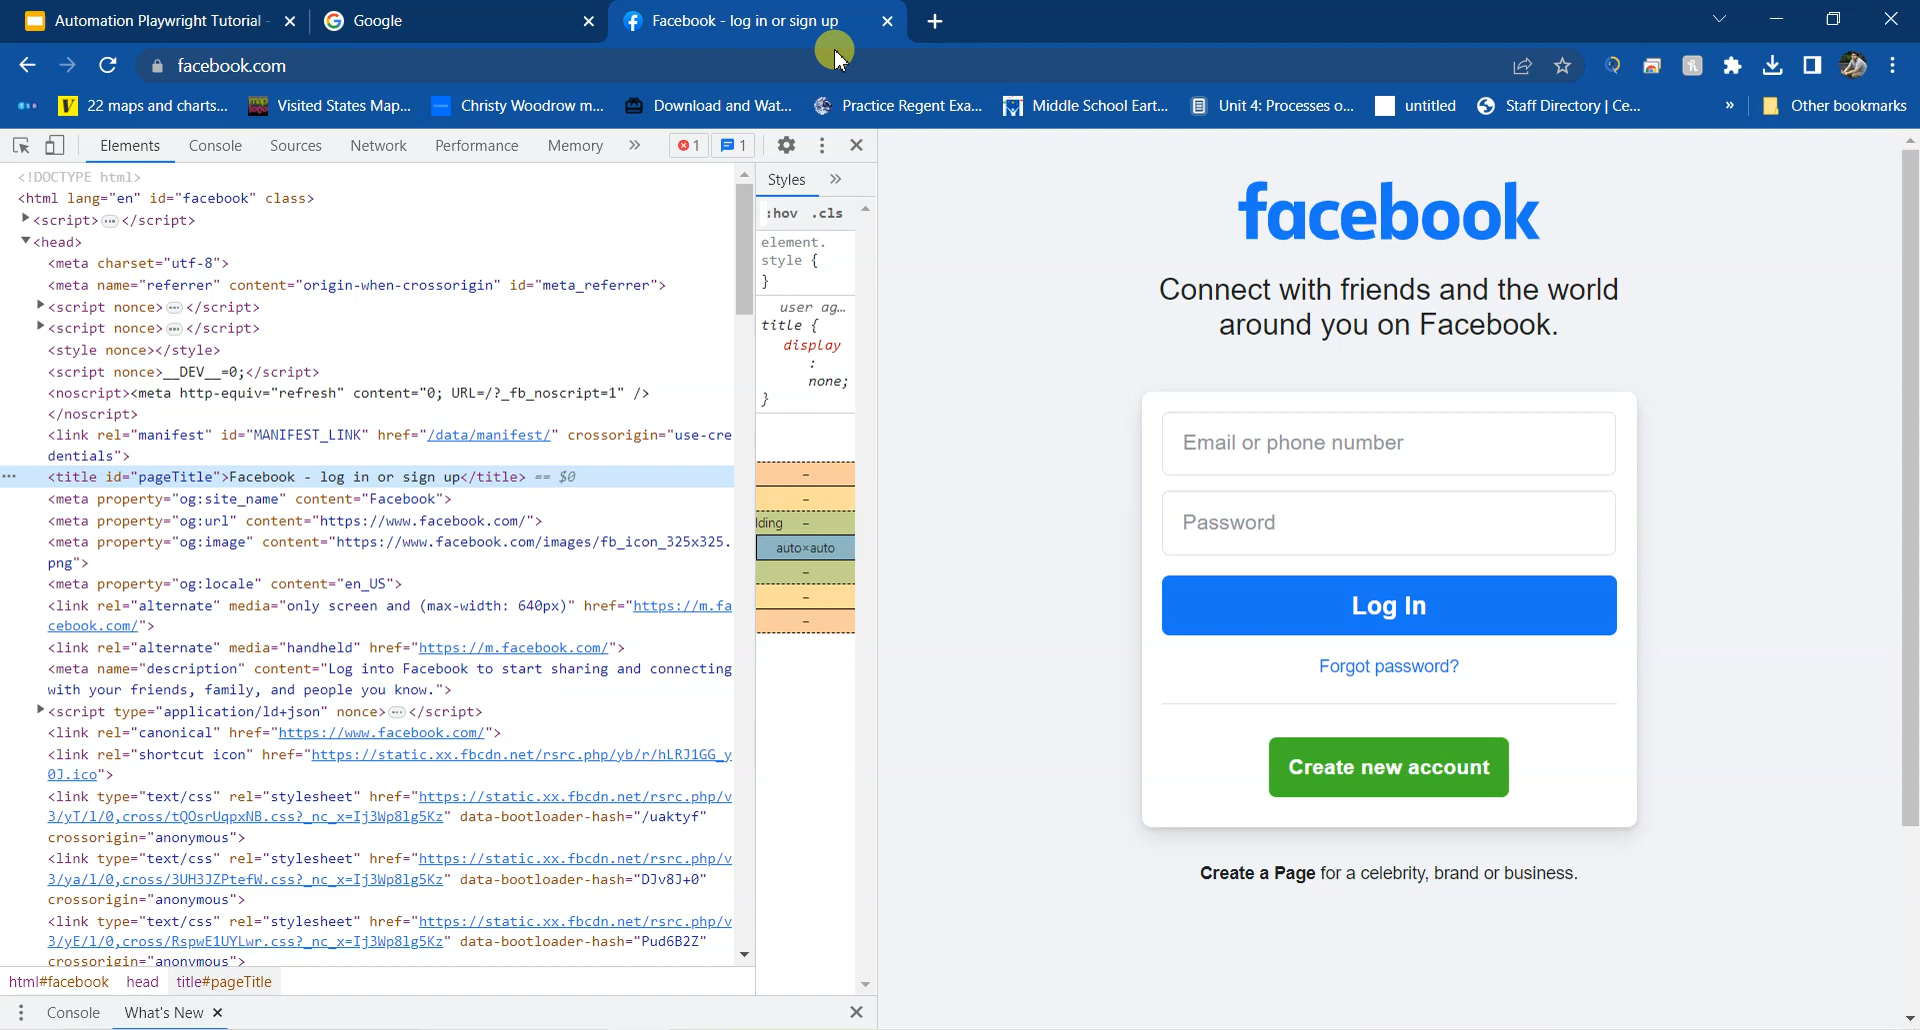 Automation Playwright Tutorial -
Google
Facebook - log in or sign up
facebook.com
22 maps and charts...
Visited States Map...
Christy Woodrow m...
Download and Wat...
Practice Regent Exa...
Middle School Eart...
Unit 4: Processes o...
untitled
Staff Directory | Ce...
»
Other bookmarks
Elements
Console
Sources
Network
Performance
Memory
»
1
1
<!DOCTYPE html>
<html lang="en" id="facebook" class>
<script>…</script>
<head>
<meta charset="utf-8">
<meta name="referrer" content="origin-when-crossorigin" id="meta_referrer">
<script nonce>…</script>
<script nonce>…</script>
<style nonce></style>
<script nonce>__DEV__=0;</script>
<noscript><meta http-equiv="refresh" content="0; URL=/?_fb_noscript=1" />
</noscript>
<link rel="manifest" id="MANIFEST_LINK" href="/data/manifest/" crossorigin="use-cre
dentials">
<title id="pageTitle">Facebook - log in or sign up</title> == $0
<meta property="og:site_name" content="Facebook">
<meta property="og:url" content="https://www.facebook.com/">
<meta property="og:image" content="https://www.facebook.com/images/fb_icon_325x325.
png">
<meta property="og:locale" content="en_US">
<link rel="alternate" media="only screen and (max-width: 640px)" href="https://m.fa
cebook.com/">
<link rel="alternate" media="handheld" href="https://m.facebook.com/">
<meta name="description" content="Log into Facebook to start sharing and connecting
with your friends, family, and people you know.">
<script type="application/ld+json" nonce>…</script>
<link rel="canonical" href="https://www.facebook.com/">
<link rel="shortcut icon" href="https://static.xx.fbcdn.net/rsrc.php/yb/r/hLRJ1GG_y
0J.ico">
<link type="text/css" rel="stylesheet" href="https://static.xx.fbcdn.net/rsrc.php/v
3/yT/l/0,cross/tQOsrUqpxNB.css?_nc_x=Ij3Wp8lg5Kz" data-bootloader-hash="/uaktyf"
crossorigin="anonymous">
<link type="text/css" rel="stylesheet" href="https://static.xx.fbcdn.net/rsrc.php/v
3/ya/l/0,cross/3UH3JZPtefW.css?_nc_x=Ij3Wp8lg5Kz" data-bootloader-hash="DJv8J+0"
crossorigin="anonymous">
<link type="text/css" rel="stylesheet" href="https://static.xx.fbcdn.net/rsrc.php/v
3/yE/l/0,cross/RspwE1UYLwr.css?_nc_x=Ij3Wp8lg5Kz" data-bootloader-hash="Pud6B2Z"
crossorigin="anonymous">
html#facebook
head
title#pageTitle
Console
What's New
Styles
»
:hov .cls
element.
style {
}
user ag…
title {
display
:
none;
}
-
-
lding -
auto×auto
-
-
-
facebook
Connect with friends and the world
around you on Facebook.
Email or phone number
Password
Log In
Forgot password?
Create new account
Create a Page for a celebrity, brand or business.